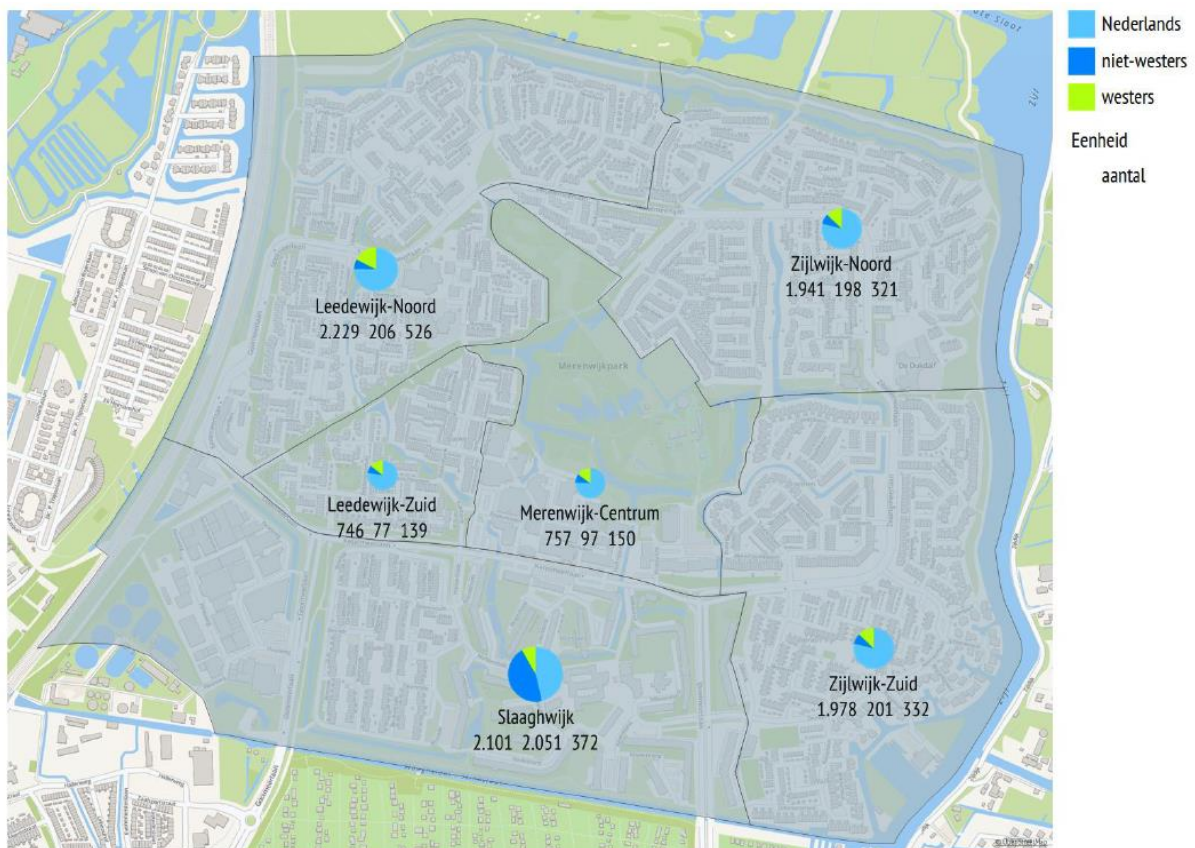 Nederlands
niet-westers
westers
Eenheid
aantal
Zijlwijk-Noord
1.941 198 321
Leedewijk-Noord
2.229 206 526
Merenwijkpark
Leedewijk-Zuid
746 77 139
Merenwijk-Centrum
757 97 150
Zijlwijk-Zuid
1.978 201 332
Slaaghwijk
2.101 2.051 372